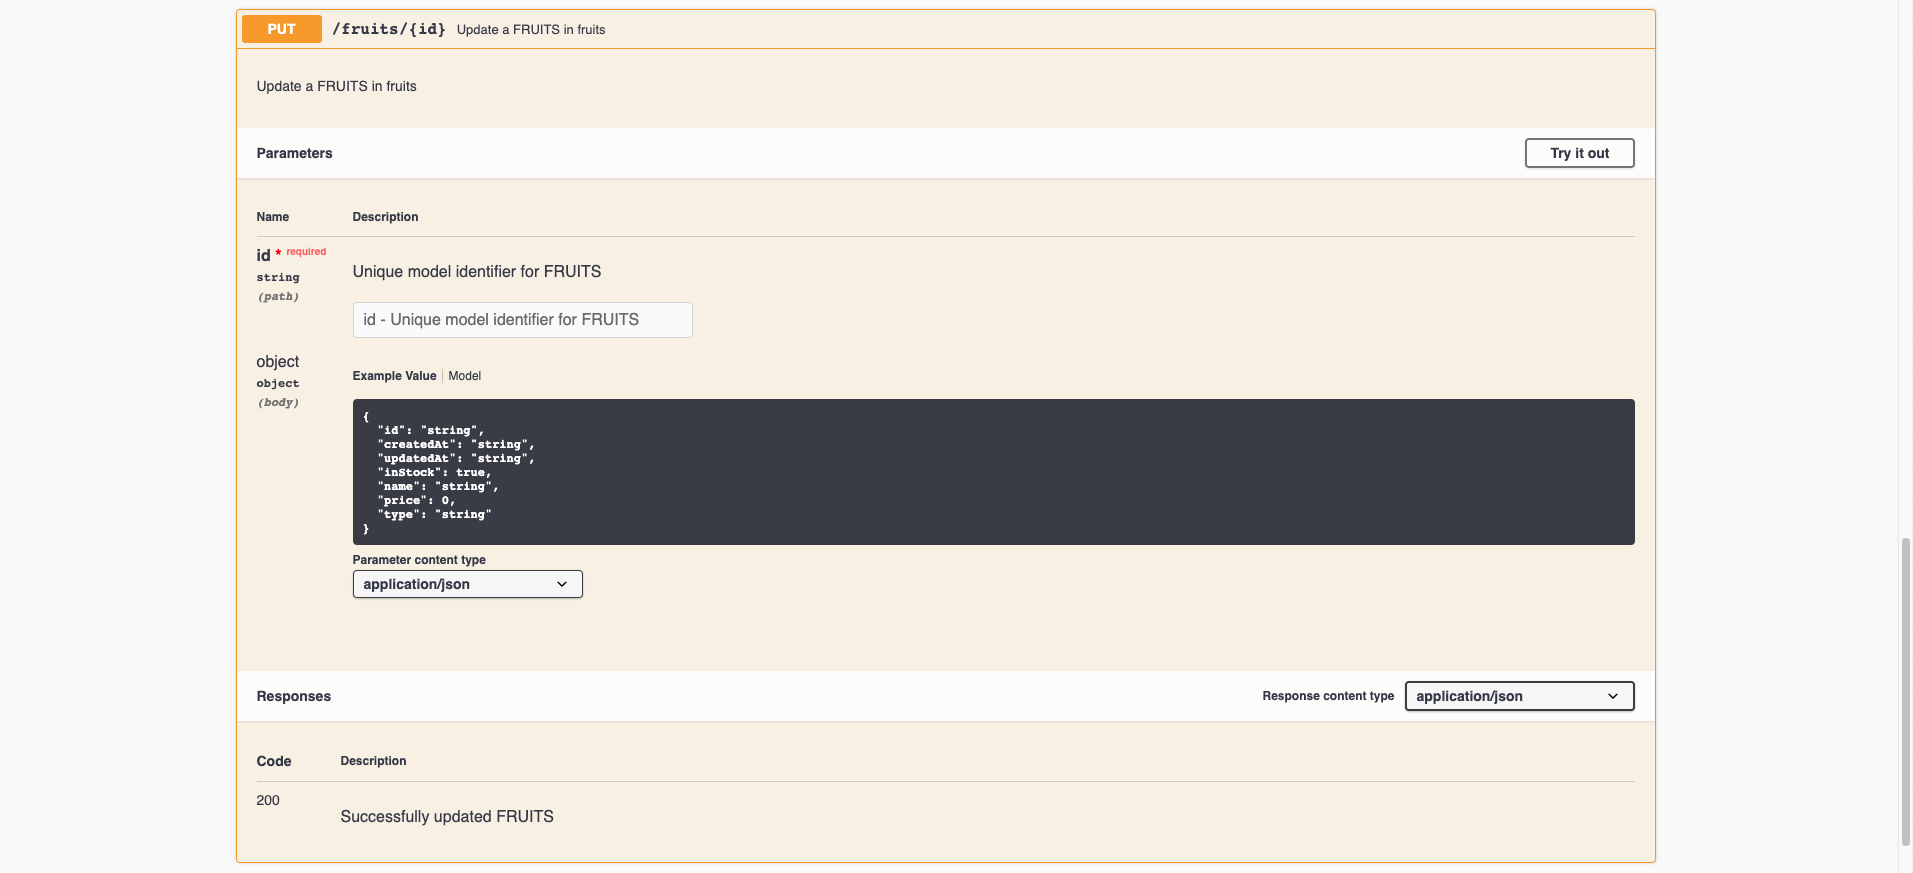 PUT /fruits/{id} Update a FRUITS in fruits
Update a FRUITS in fruits
Parameters
Try it out
Name Description
id * required
string
(path)
Unique model identifier for FRUITS
id - Unique model identifier for FRUITS
object
object
(body)
Example Value Model
{
"id": "string",
"createdAt": "string",
"updatedAt": "string",
"inStock": true,
"name": "string",
"price": 0,
"type": "string"
}
Parameter content type
application/json
Responses
Response content type application/json
Code Description
200
Successfully updated FRUITS